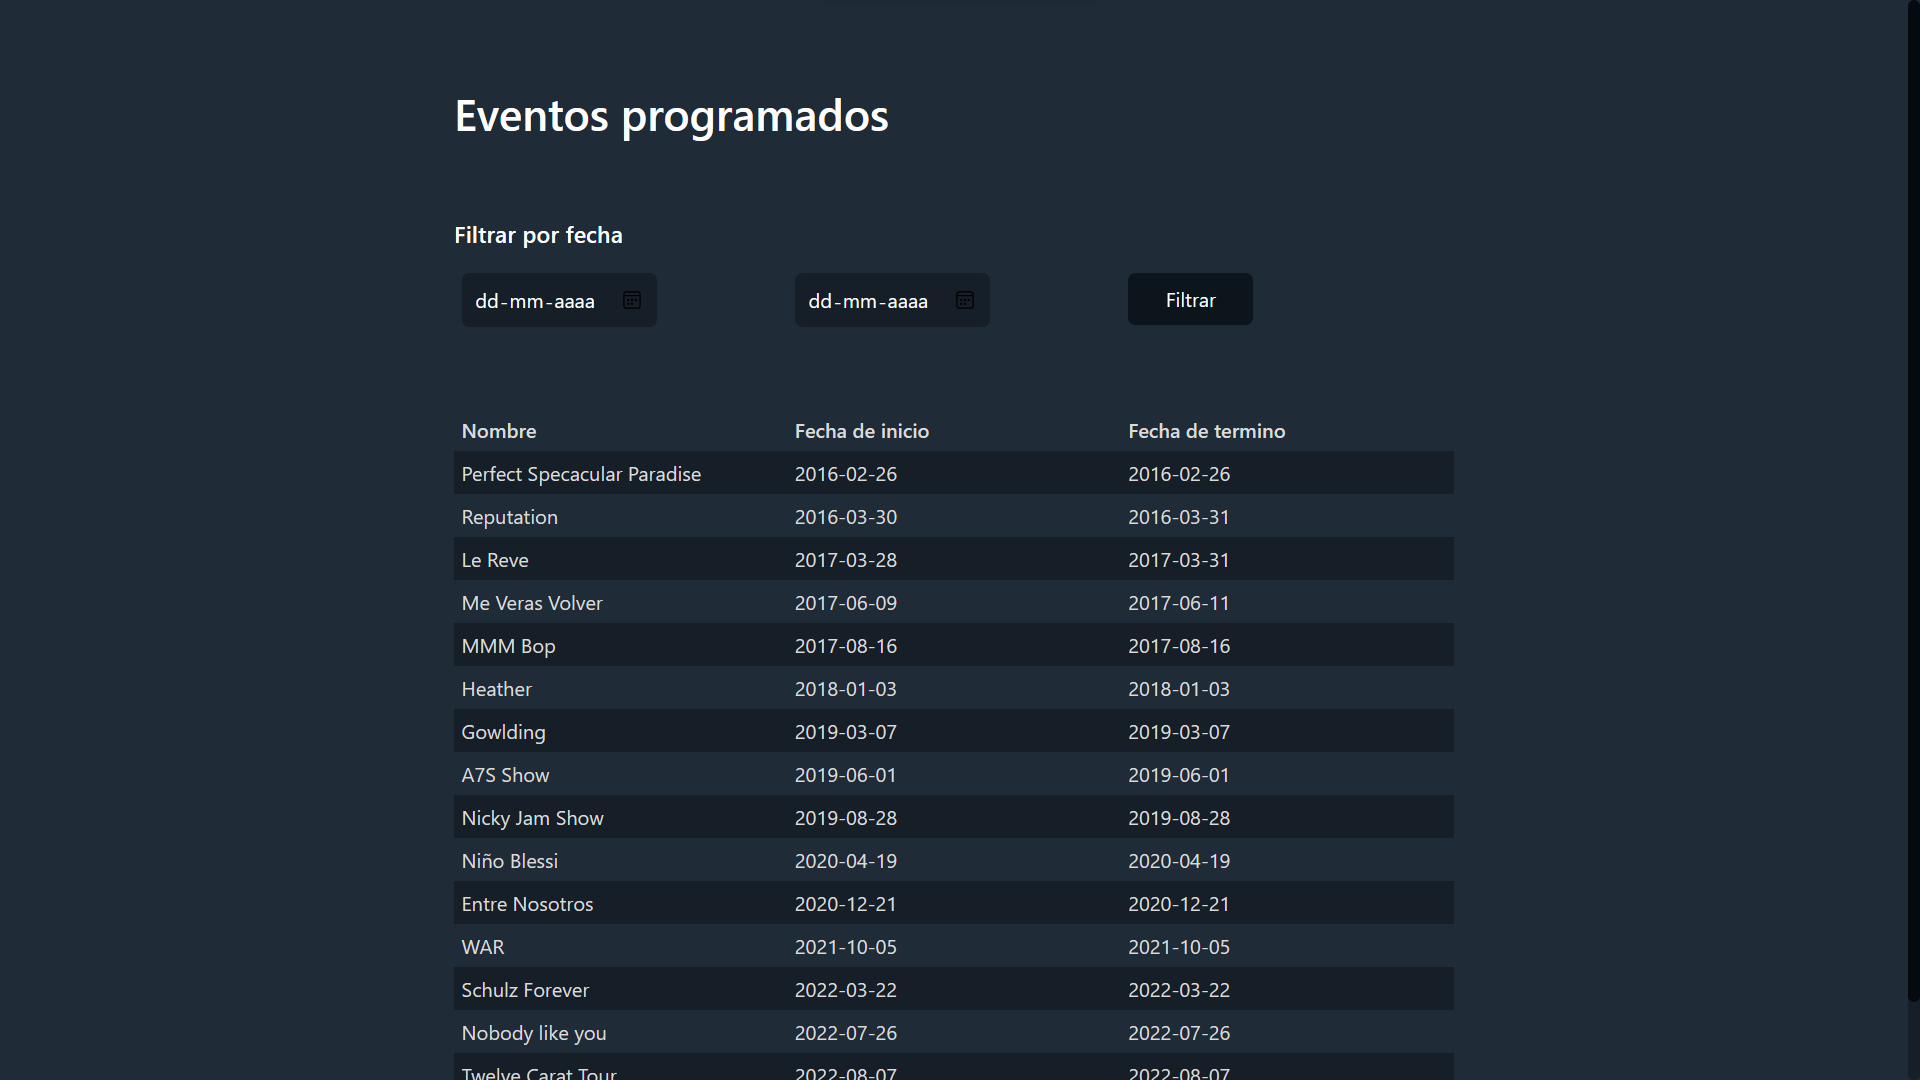 Eventos programados
Filtrar por fecha
dd-mm-aaaa dd-mm-aaaa Filtrar
Nombre Fecha de inicio Fecha de termino
Perfect Specacular Paradise 2016-02-26 2016-02-26
Reputation 2016-03-30 2016-03-31
Le Reve 2017-03-28 2017-03-31
Me Veras Volver 2017-06-09 2017-06-11
MMM Bop 2017-08-16 2017-08-16
Heather 2018-01-03 2018-01-03
Gowlding 2019-03-07 2019-03-07
A7S Show 2019-06-01 2019-06-01
Nicky Jam Show 2019-08-28 2019-08-28
Niño Blessi 2020-04-19 2020-04-19
Entre Nosotros 2020-12-21 2020-12-21
WAR 2021-10-05 2021-10-05
Schulz Forever 2022-03-22 2022-03-22
Nobody like you 2022-07-26 2022-07-26
Twelve Carat Tour 2022-08-07 2022-08-07